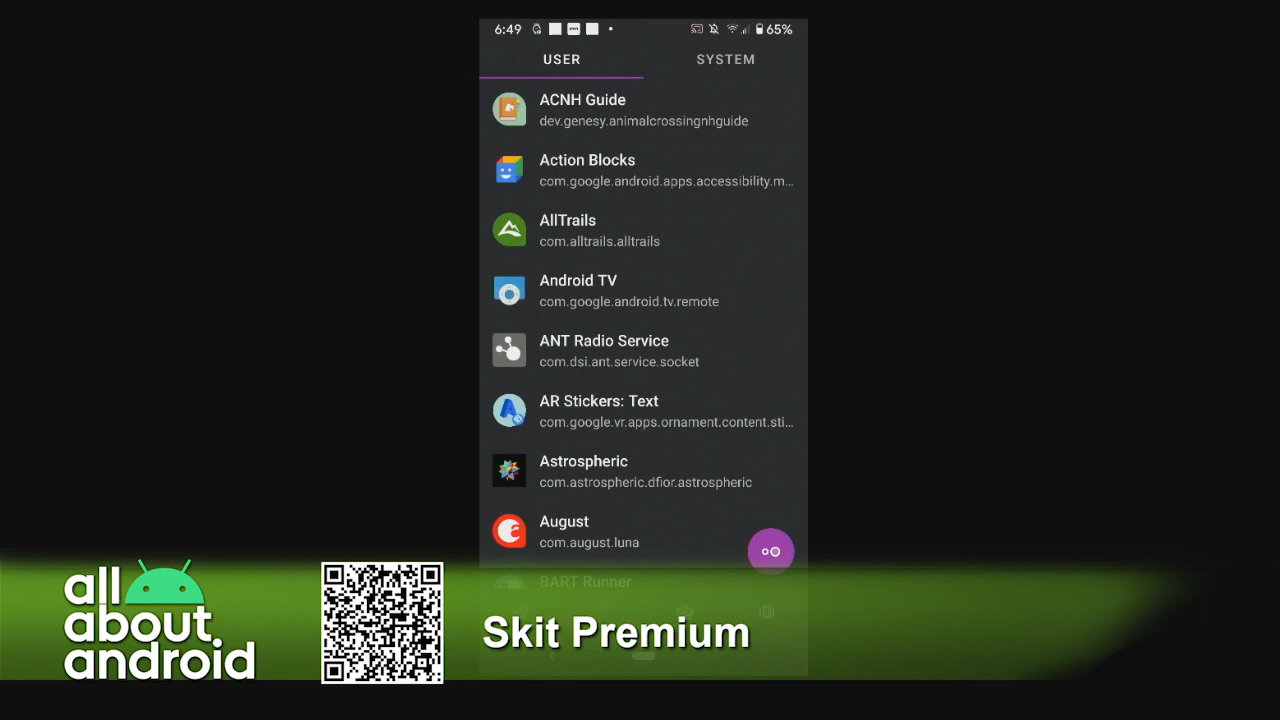 6:49
65%
USER SYSTEM
ACNH Guide
dev.genesy.animalcrossingnhguide
Action Blocks
com.google.android.apps.accessibility.m...
AllTrails
com.alltrails.alltrails
Android TV
com.google.android.tv.remote
ANT Radio Service
com.dsi.ant.service.socket
AR Stickers: Text
com.google.vr.apps.ornament.content.sti...
Astrospheric
com.astrospheric.dfior.astrospheric
August
com.august.luna
BART Runner
all
about
android
Skit Premium